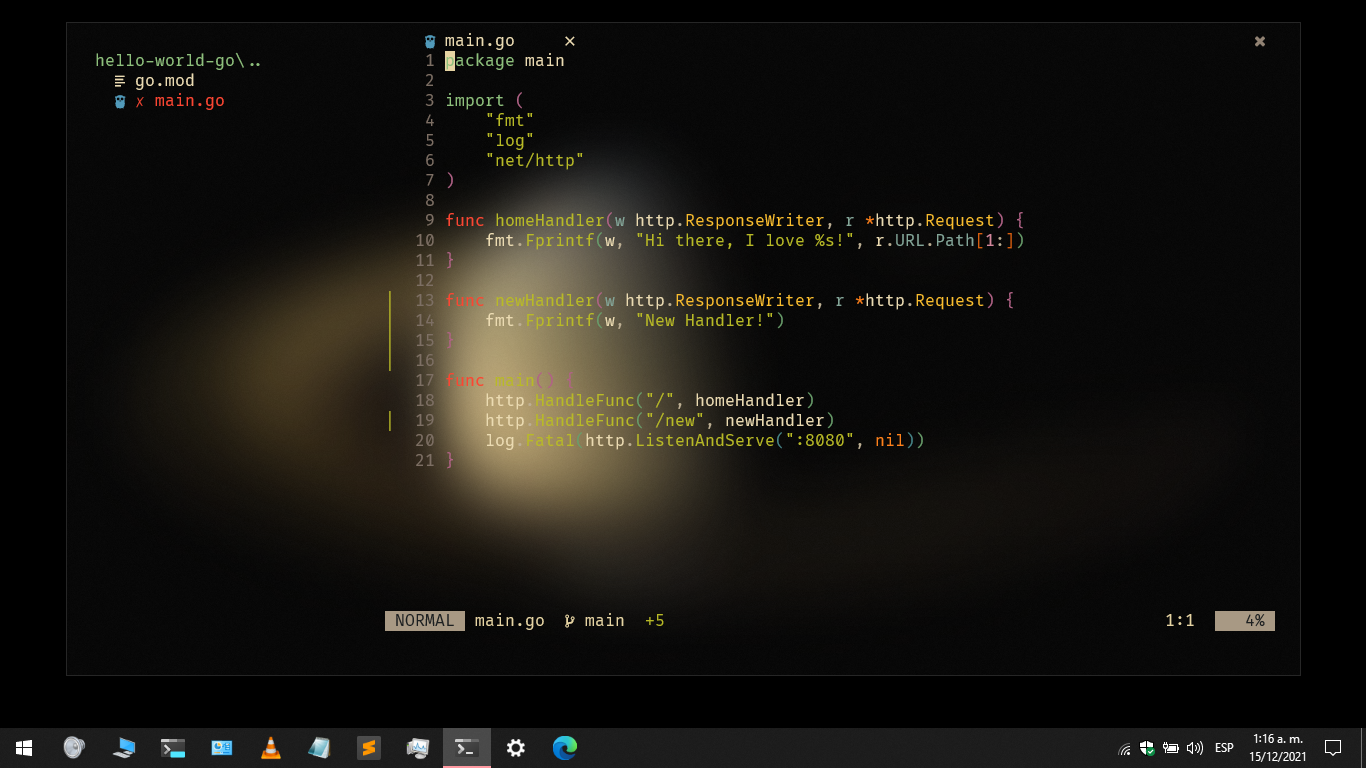 main.go ×
✖
hello-world-go\..
go.mod
✗ main.go
1 package main
2
3 import (
4     "fmt"
5     "log"
6     "net/http"
7 )
8
9 func homeHandler(w http.ResponseWriter, r *http.Request) {
10     fmt.Fprintf(w, "Hi there, I love %s!", r.URL.Path[1:])
11 }
12
13 func newHandler(w http.ResponseWriter, r *http.Request) {
14     fmt.Fprintf(w, "New Handler!")
15 }
16
17 func main() {
18     http.HandleFunc("/", homeHandler)
19     http.HandleFunc("/new", newHandler)
20     log.Fatal(http.ListenAndServe(":8080", nil))
21 }
NORMAL main.go main +5 1:1 4%
ESP
1:16 a. m.
15/12/2021